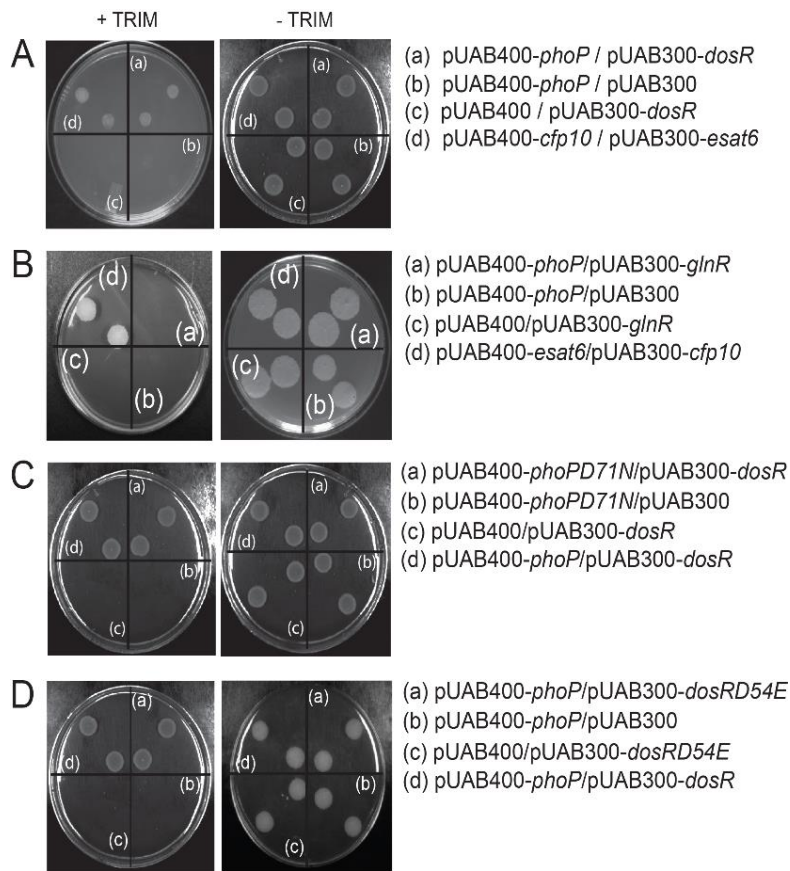 + TRIM - TRIM
A
(a)
(d)
(b)
(c)
(a)
(d)
(b)
(c)
(a) pUAB400-phoP / pUAB300-dosR
(b) pUAB400-phoP / pUAB300
(c) pUAB400 / pUAB300-dosR
(d) pUAB400-cfp10 / pUAB300-esat6
B
(d)
(a)
(c)
(b)
(d)
(a)
(c)
(b)
(a) pUAB400-phoP/pUAB300-glnR
(b) pUAB400-phoP/pUAB300
(c) pUAB400/pUAB300-glnR
(d) pUAB400-esat6/pUAB300-cfp10
C
(a)
(d)
(b)
(c)
(a)
(d)
(b)
(c)
(a) pUAB400-phoPD71N/pUAB300-dosR
(b) pUAB400-phoPD71N/pUAB300
(c) pUAB400/pUAB300-dosR
(d) pUAB400-phoP/pUAB300-dosR
D
(a)
(d)
(b)
(c)
(a)
(d)
(b)
(c)
(a) pUAB400-phoP/pUAB300-dosRD54E
(b) pUAB400-phoP/pUAB300
(c) pUAB400/pUAB300-dosRD54E
(d) pUAB400-phoP/pUAB300-dosR